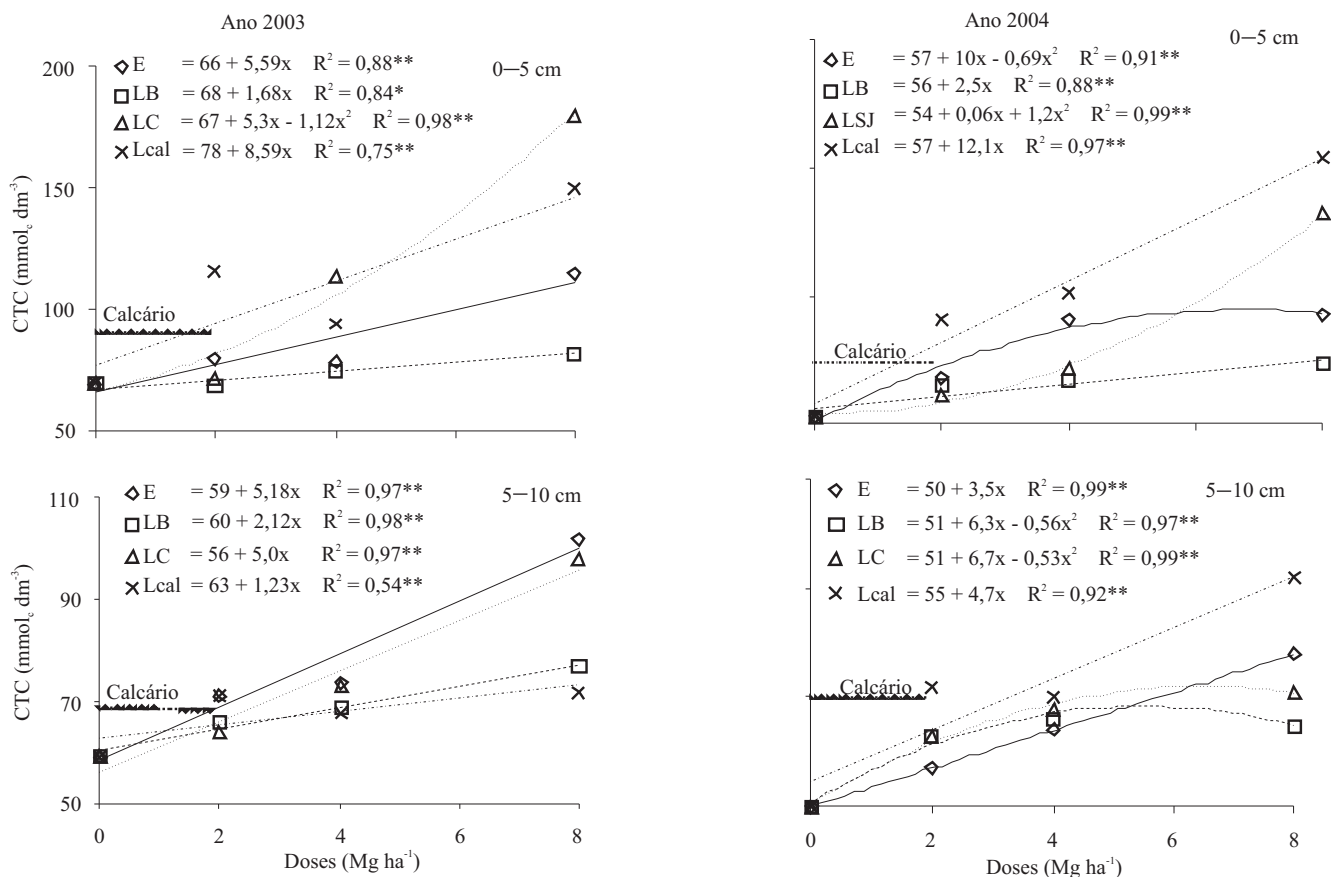 Ano 2003
E = 66 + 5,59x R² = 0,88**
LB = 68 + 1,68x R² = 0,84*
LC = 67 + 5,3x - 1,12x² R² = 0,98**
Lcal = 78 + 8,59x R² = 0,75**
0–5 cm
200
150
100
50
CTC (mmol_c dm⁻³)
Calcário
Ano 2004
E = 57 + 10x - 0,69x² R² = 0,91**
LB = 56 + 2,5x R² = 0,88**
LSJ = 54 + 0,06x + 1,2x² R² = 0,99**
Lcal = 57 + 12,1x R² = 0,97**
0–5 cm
Calcário
E = 59 + 5,18x R² = 0,97**
LB = 60 + 2,12x R² = 0,98**
LC = 56 + 5,0x R² = 0,97**
Lcal = 63 + 1,23x R² = 0,54**
5–10 cm
110
90
70
50
CTC (mmol_c dm⁻³)
Calcário
0 2 4 6 8
Doses (Mg ha⁻¹)
E = 50 + 3,5x R² = 0,99**
LB = 51 + 6,3x - 0,56x² R² = 0,97**
LC = 51 + 6,7x - 0,53x² R² = 0,99**
Lcal = 55 + 4,7x R² = 0,92**
5–10 cm
Calcário
0 2 4 6 8
Doses (Mg ha⁻¹)